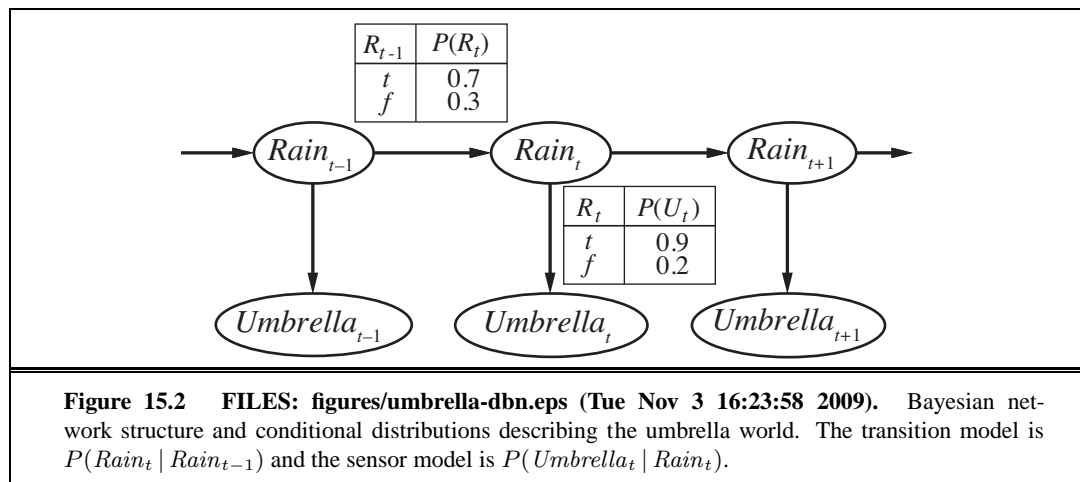 R_{t-1} P(R_t)
t 0.7
f 0.3
Rain_{t–1} Rain_t Rain_{t+1}
R_t P(U_t)
t 0.9
f 0.2
Umbrella_{t–1} Umbrella_t Umbrella_{t+1}
Figure 15.2 FILES: figures/umbrella-dbn.eps (Tue Nov 3 16:23:58 2009). Bayesian net-
work structure and conditional distributions describing the umbrella world. The transition model is
P(Rain_t | Rain_{t−1}) and the sensor model is P(Umbrella_t | Rain_t).